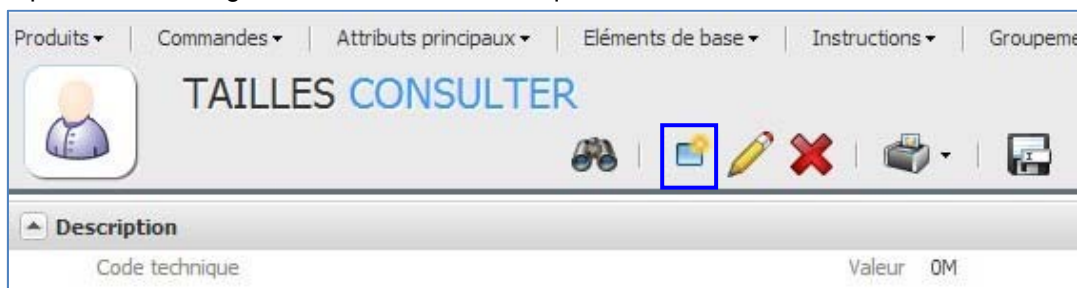 Produits | Commandes | Attributs principaux | Eléments de base | Instructions | Groupeme
TAILLES CONSULTER
Description
Code technique Valeur 0M